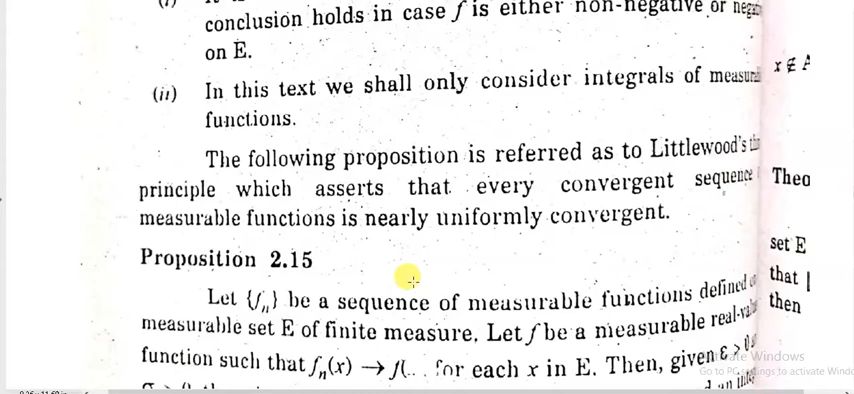 conclusion holds in case f is either non-negative or
on E.
(ii) In this text we shall only consider integrals of
functions.
The following proposition is referred as to Littlewood's
principle which asserts that every convergent sequence
measurable functions is nearly uniformly convergent.
Proposition 2.15
Let {fₙ} be a sequence of measurable functions defined
measurable set E of finite measure. Let f be a measurable
function such that fₙ(x) → f(... for each x in E. Then, given ε > 0
x ∉ A
Theo
set E
that |
then
Activate Windows
Go to PC settings to activate Windo